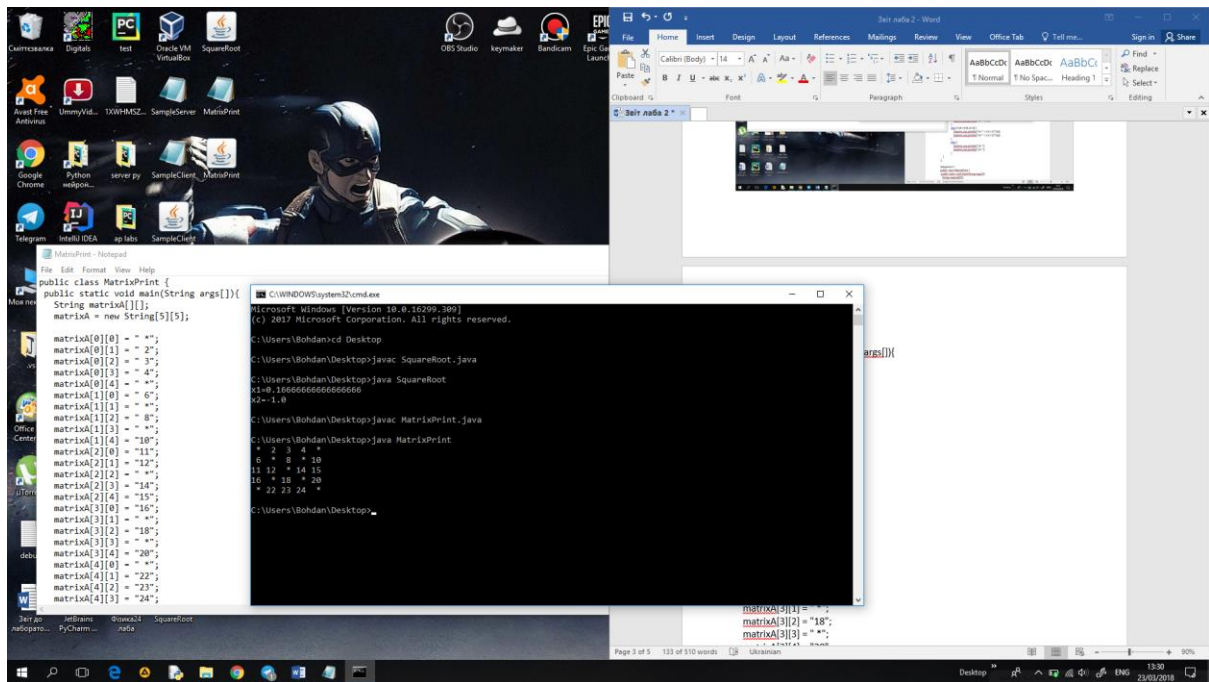 Смітсвалка
Digitals
test
Oracle VM VirtualBox
SquareRoot
OBS Studio
keymaker
Bandicam
Avast Free Antivirus
UmmyVid...
1XWHMSZ...
SampleServer
MatrixPrint
Google Chrome
Python нейрон...
server py
SampleClient
MatrixPrint
Telegram
IntelliJ IDEA
ap labs
SampleClient
MatrixPrint - Notepad
File Edit Format View Help
public class MatrixPrint {
public static void main(String args[]){
String matrixA[][];
matrixA = new String[5][5];
matrixA[0][0] = " *";
matrixA[0][1] = " 2";
matrixA[0][2] = " 3";
matrixA[0][3] = " 4";
matrixA[0][4] = " *";
matrixA[1][0] = " 6";
matrixA[1][1] = " *";
matrixA[1][2] = " 8";
matrixA[1][3] = " *";
matrixA[1][4] = "10";
matrixA[2][0] = "11";
matrixA[2][1] = "12";
matrixA[2][2] = " *";
matrixA[2][3] = "14";
matrixA[2][4] = "15";
matrixA[3][0] = "16";
matrixA[3][1] = " *";
matrixA[3][2] = "18";
matrixA[3][3] = " *";
matrixA[3][4] = "20";
matrixA[4][0] = " *";
matrixA[4][1] = "22";
matrixA[4][2] = "23";
matrixA[4][3] = "24";
C:\WINDOWS\system32\cmd.exe
Microsoft Windows [Version 10.0.16299.309]
(c) 2017 Microsoft Corporation. All rights reserved.
C:\Users\Bohdan>cd Desktop
C:\Users\Bohdan\Desktop>javac SquareRoot.java
C:\Users\Bohdan\Desktop>java SquareRoot
x1=0.16666666666666666
x2=-1.0
C:\Users\Bohdan\Desktop>javac MatrixPrint.java
C:\Users\Bohdan\Desktop>java MatrixPrint
* 2 3 4 *
6 * 8 * 10
11 12 * 14 15
16 * 18 * 20
* 22 23 24 *
C:\Users\Bohdan\Desktop>
Звіт до лаборато...
JetBrains PyCharm ...
Фізика24 лаба
SquareRoot
Звіт лаба 2 - Word
File Home Insert Design Layout References Mailings Review View Office Tab Tell me... Sign in Share
Paste
Calibri (Body) 14
AaBbCcDc AaBbCcDc AaBbCc
¶ Normal ¶ No Spac... Heading 1
Find
Replace
Select
Clipboard Font Paragraph Styles Editing
Звіт лаба 2 *
args[]){
matrixA[3][1] = " *";
matrixA[3][2] = "18";
matrixA[3][3] = " *";
Page 3 of 5 133 of 510 words Ukrainian 90%
Desktop ENG 13:30
23/03/2018